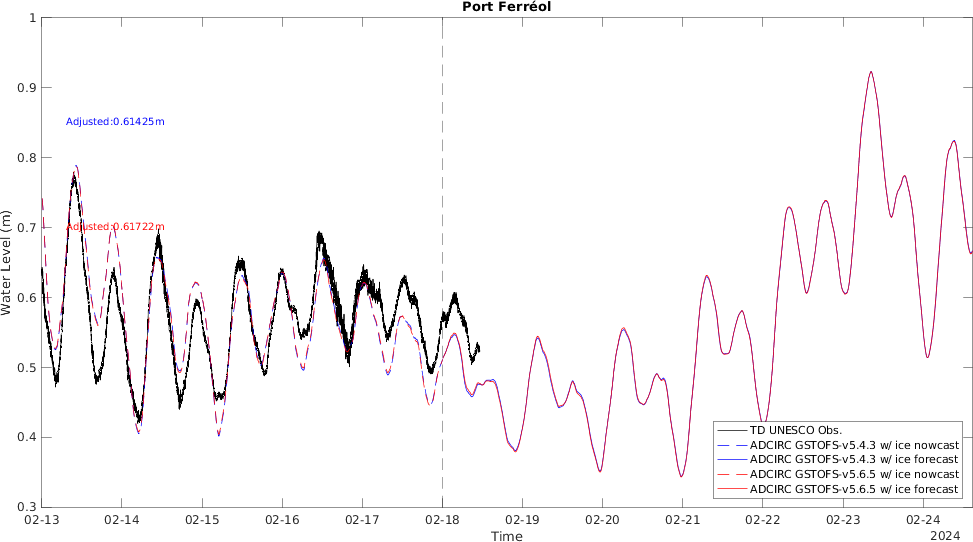 Port Ferréol
1
0.9
0.8
0.7
0.6
0.5
0.4
0.3
Water Level (m)
Adjusted:0.61425m
Adjusted:0.61722m
TD UNESCO Obs.
ADCIRC GSTOFS-v5.4.3 w/ ice nowcast
ADCIRC GSTOFS-v5.4.3 w/ ice forecast
ADCIRC GSTOFS-v5.6.5 w/ ice nowcast
ADCIRC GSTOFS-v5.6.5 w/ ice forecast
02-13 02-14 02-15 02-16 02-17 02-18 02-19 02-20 02-21 02-22 02-23 02-24
Time
2024